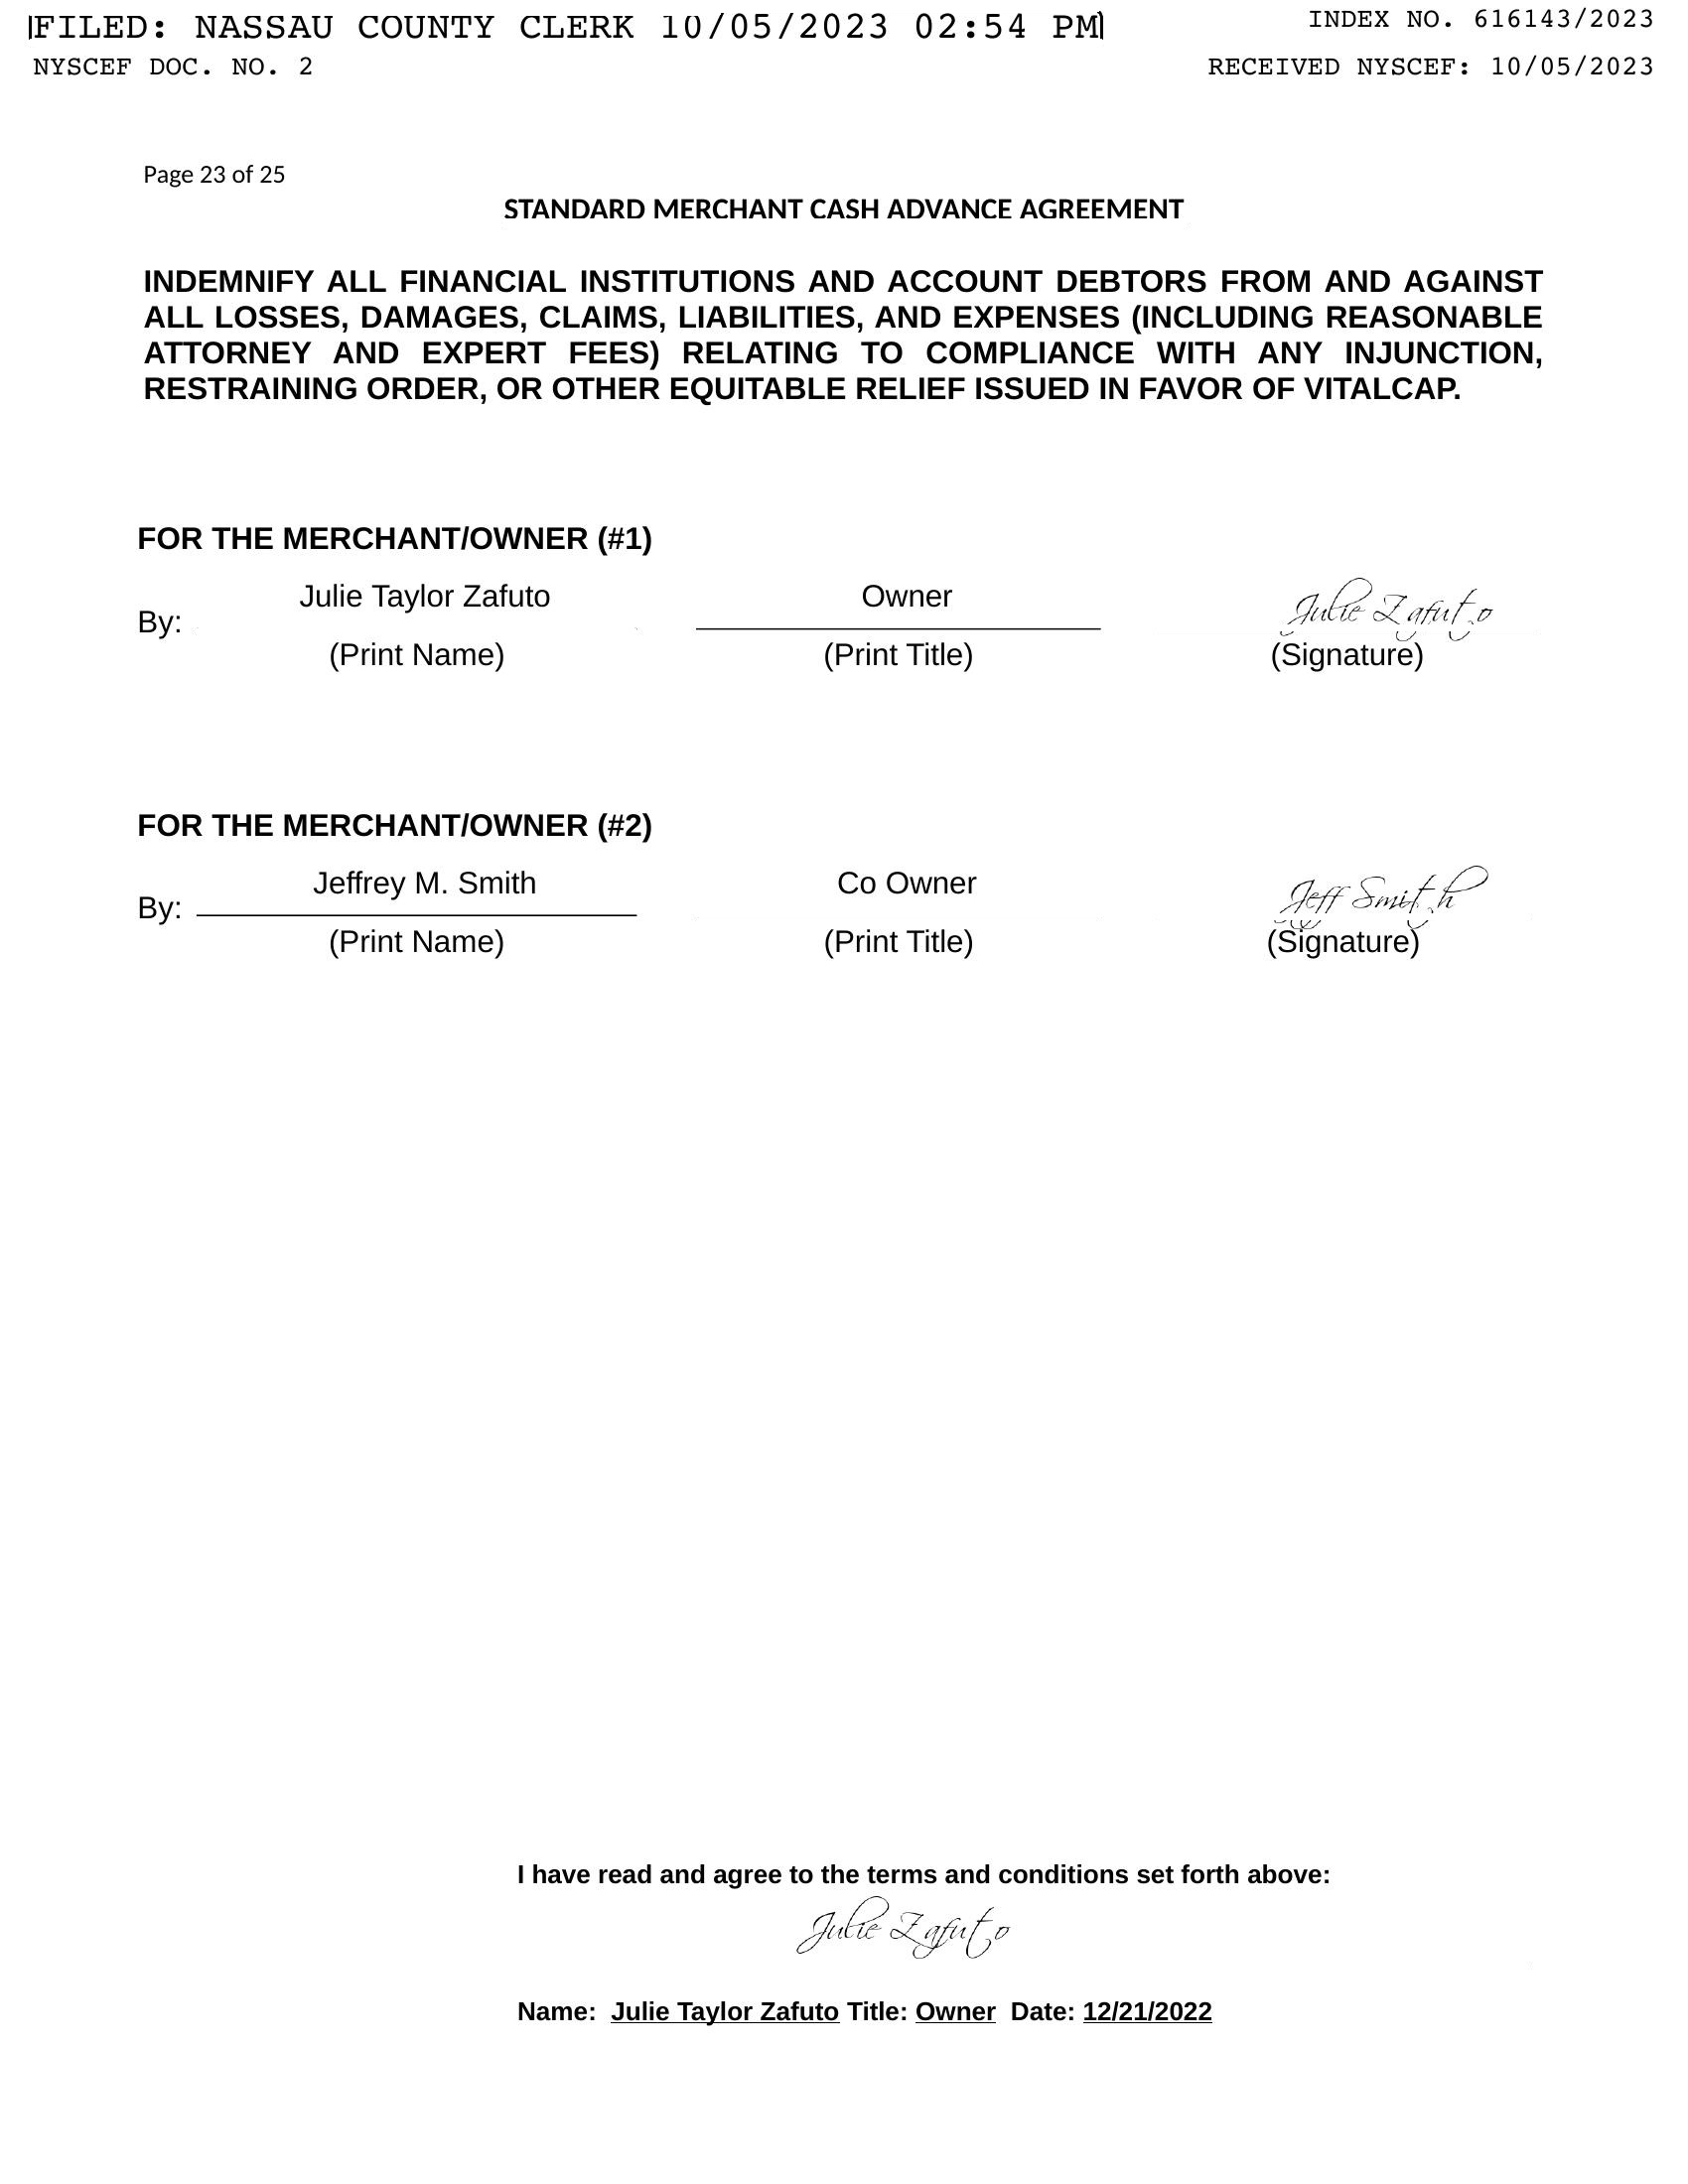 FILED: NASSAU COUNTY CLERK 10/05/2023 02:54 PM
INDEX NO. 616143/2023
NYSCEF DOC. NO. 2
RECEIVED NYSCEF: 10/05/2023
Page 23 of 25
STANDARD MERCHANT CASH ADVANCE AGREEMENT
INDEMNIFY ALL FINANCIAL INSTITUTIONS AND ACCOUNT DEBTORS FROM AND AGAINST
ALL LOSSES, DAMAGES, CLAIMS, LIABILITIES, AND EXPENSES (INCLUDING REASONABLE
ATTORNEY AND EXPERT FEES) RELATING TO COMPLIANCE WITH ANY INJUNCTION,
RESTRAINING ORDER, OR OTHER EQUITABLE RELIEF ISSUED IN FAVOR OF VITALCAP.
FOR THE MERCHANT/OWNER (#1)
By: Julie Taylor Zafuto Owner Julie Zafuto
(Print Name) (Print Title) (Signature)
FOR THE MERCHANT/OWNER (#2)
By: Jeffrey M. Smith Co Owner Jeff Smith
(Print Name) (Print Title) (Signature)
I have read and agree to the terms and conditions set forth above:
Julie Zafuto
Name: Julie Taylor Zafuto Title: Owner Date: 12/21/2022